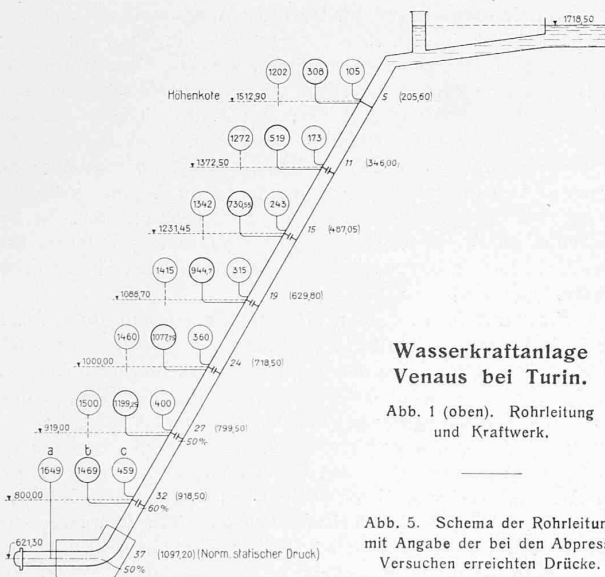 1718,50
1202 308 105
Höhenkote 1512,90 5 (205,60)
1272 519 173
1372,50 11 (346,00)
1342 730,55 243
1231,45 15 (487,05)
1415 944,7 315
1088,70 19 (629,80)
1460 1077,75 360
1000,00 24 (718,50)
1500 1199,25 400
919,00 27 (799,50)
50%
a b c
1649 1469 459
800,00 32 (918,50)
60%
621,30 37 (1097,20) (Norm. statischer Druck)
50%
Wasserkraftanlage
Venaus bei Turin.
Abb. 1 (oben). Rohrleitung
und Kraftwerk.
Abb. 5. Schema der Rohrleitun
mit Angabe der bei den Abpress
Versuchen erreichten Drücke.